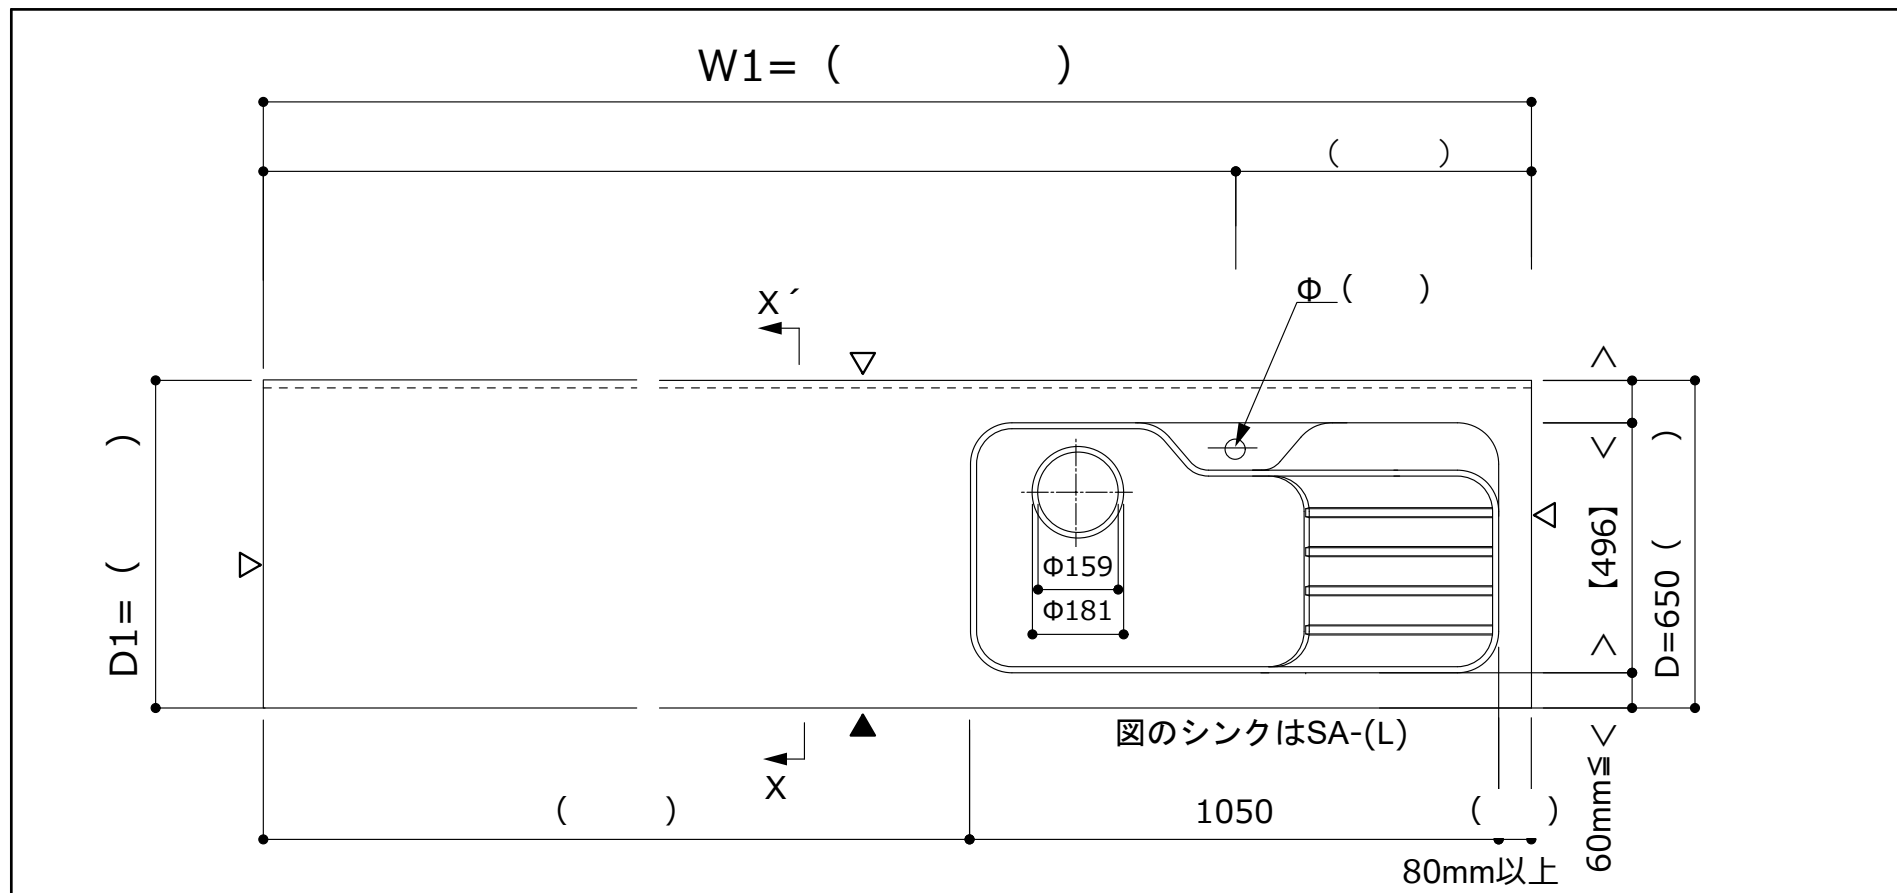 W1=（　　　）
（　　）
Φ（　　）
X´
D1=（　　）
Φ159
Φ181
＜　＞
【496】
＜　＞
60mm≦
D=650（　　）
図のシンクはSA-(L)
X
（　　）
1050
（　　）
80mm以上